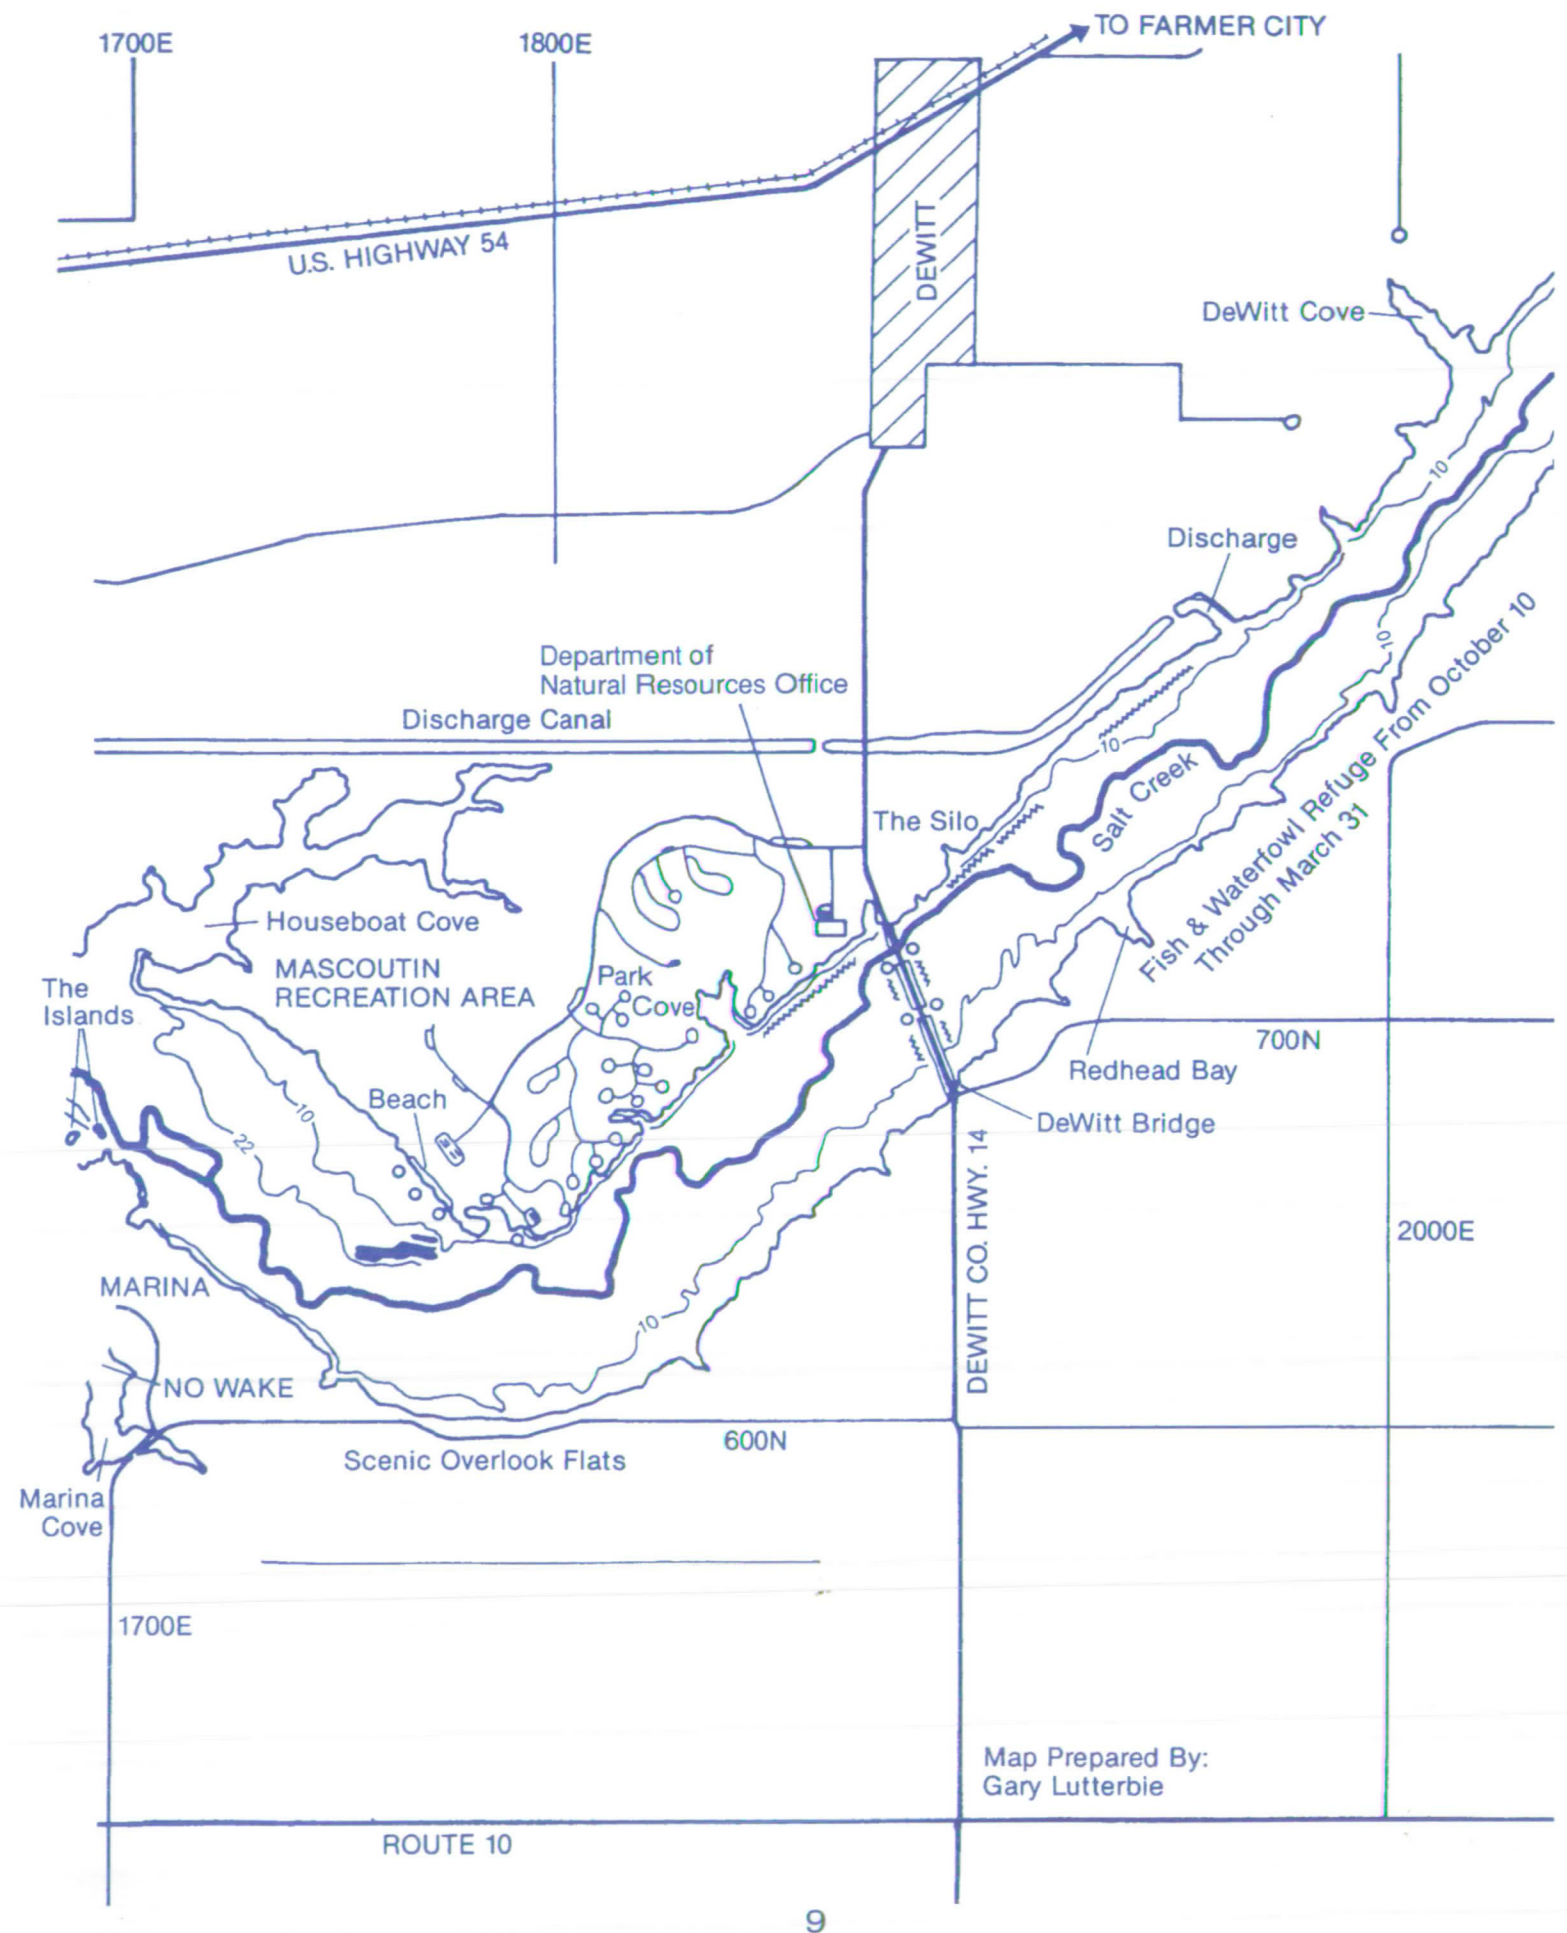 TO FARMER CITY
1700E
1800E
U.S. HIGHWAY 54
DEWITT
DeWitt Cove
10
Discharge
Department of
Natural Resources Office
Discharge Canal
10
10
Salt Creek
The Silo
Fish & Waterfowl Refuge From October 10
Through March 31
Houseboat Cove
MASCOUTIN
RECREATION AREA
Park
Cove
The
Islands
700N
Redhead Bay
DeWitt Bridge
Beach
10
22
DEWITT CO. HWY. 14
2000E
MARINA
10
NO WAKE
600N
Scenic Overlook Flats
Marina
Cove
1700E
Map Prepared By:
Gary Lutterbie
ROUTE 10
9